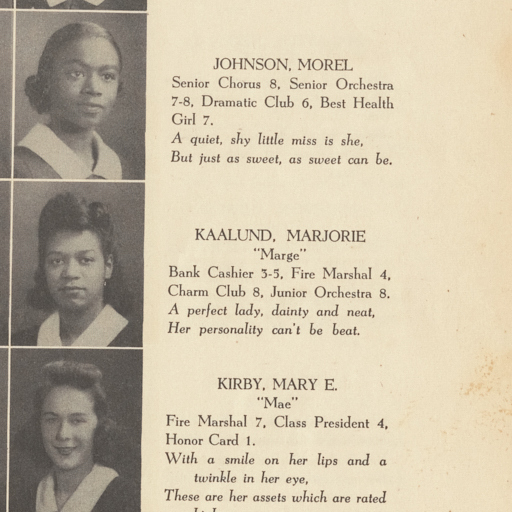 JOHNSON, MOREL
Senior Chorus 8, Senior Orchestra
7-8, Dramatic Club 6, Best Health
Girl 7.
A quiet, shy little miss is she,
But just as sweet, as sweet can be.
KAALUND, MARJORIE
"Marge"
Bank Cashier 3-5, Fire Marshal 4,
Charm Club 8, Junior Orchestra 8.
A perfect lady, dainty and neat,
Her personality can't be beat.
KIRBY, MARY E.
"Mae"
Fire Marshal 7, Class President 4,
Honor Card 1.
With a smile on her lips and a
twinkle in her eye,
These are her assets which are rated